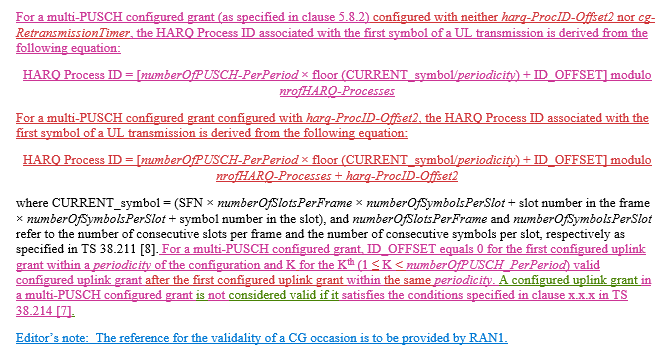 For a multi-PUSCH configured grant (as specified in clause 5.8.2) configured with neither harq-ProcID-Offset2 nor cg-
RetransmissionTimer, the HARQ Process ID associated with the first symbol of a UL transmission is derived from the
following equation:
HARQ Process ID = [numberOfPUSCH-PerPeriod × floor (CURRENT_symbol/periodicity) + ID_OFFSET] modulo
nrofHARQ-Processes
For a multi-PUSCH configured grant configured with harq-ProcID-Offset2, the HARQ Process ID associated with the
first symbol of a UL transmission is derived from the following equation:
HARQ Process ID = [numberOfPUSCH-PerPeriod × floor (CURRENT_symbol/periodicity) + ID_OFFSET] modulo
nrofHARQ-Processes + harq-ProcID-Offset2
where CURRENT_symbol = (SFN × numberOfSlotsPerFrame × numberOfSymbolsPerSlot + slot number in the frame
× numberOfSymbolsPerSlot + symbol number in the slot), and numberOfSlotsPerFrame and numberOfSymbolsPerSlot
refer to the number of consecutive slots per frame and the number of consecutive symbols per slot, respectively as
specified in TS 38.211 [8]. For a multi-PUSCH configured grant, ID_OFFSET equals 0 for the first configured uplink
grant within a periodicity of the configuration and K for the Kth (1 ≤ K < numberOfPUSCH_PerPeriod) valid
configured uplink grant after the first configured uplink grant within the same periodicity. A configured uplink grant in
a multi-PUSCH configured grant is not considered valid if it satisfies the conditions specified in clause x.x.x in TS
38.214 [7].
Editor's note:  The reference for the validality of a CG occasion is to be provided by RAN1.